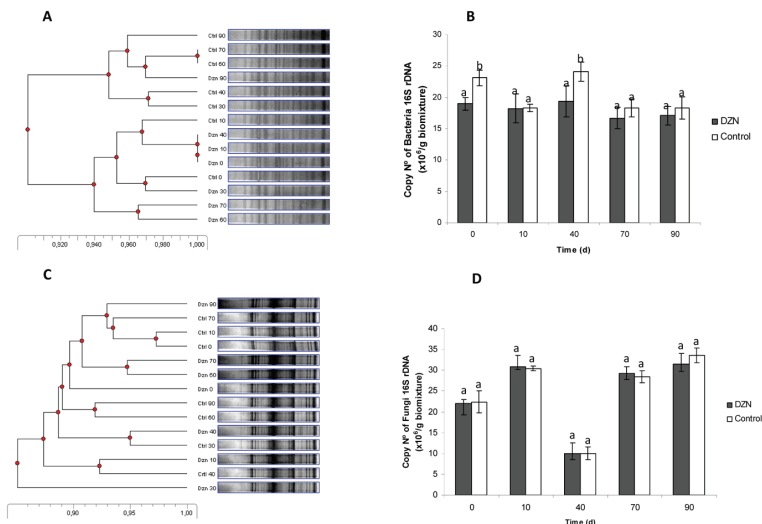 A
Ctrl 90
Ctrl 70
Ctrl 60
Dzn 90
Ctrl 40
Ctrl 30
Ctrl 10
Dzn 40
Dzn 10
Dzn 0
Ctrl 0
Dzn 30
Dzn 70
Dzn 60
0,920 0,940 0,960 0,980 1,000
B
Copy Nº of Bacteria 16S rDNA
(x10⁶/g biomixture)
30
25
20
15
10
5
0
a b a a a b a a a a
0 10 40 70 90
Time (d)
DZN
Control
C
Dzn 90
Ctrl 70
Ctrl 10
Ctrl 0
Dzn 70
Dzn 60
Dzn 0
Ctrl 90
Ctrl 60
Dzn 40
Ctrl 30
Dzn 10
Crtl 40
Dzn 30
0,90 0,95 1,00
D
Copy Nº of Fungi 16S rDNA
(x10⁶/g biomixture)
40
35
30
25
20
15
10
5
0
a a a a a a a a a a
0 10 40 70 90
Time (d)
DZN
Control